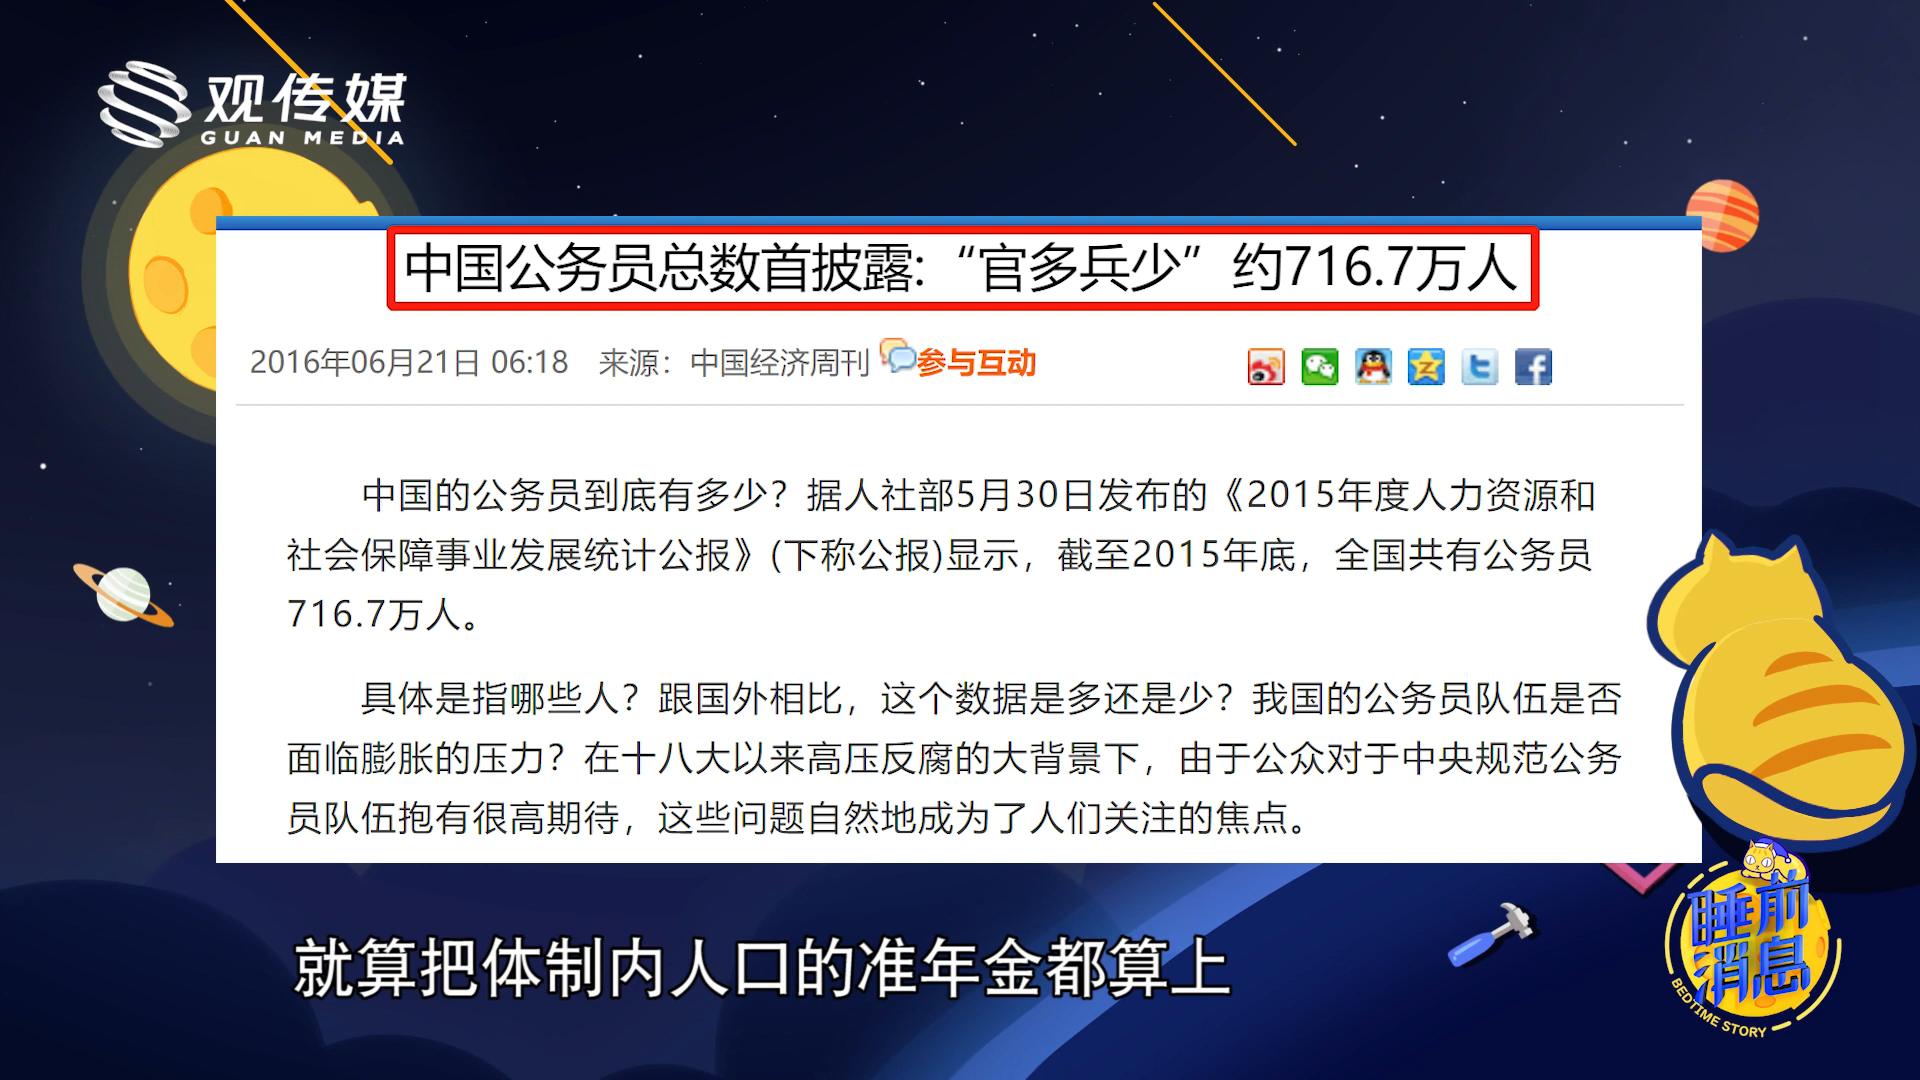 观传媒
GUAN MEDIA
中国公务员总数首披露:“官多兵少”约716.7万人
2016年06月21日 06:18 来源：中国经济周刊 参与互动
中国的公务员到底有多少？据人社部5月30日发布的《2015年度人力资源和
社会保障事业发展统计公报》(下称公报)显示，截至2015年底，全国共有公务员
716.7万人。
具体是指哪些人？跟国外相比，这个数据是多还是少？我国的公务员队伍是否
面临膨胀的压力？在十八大以来高压反腐的大背景下，由于公众对于中央规范公务
员队伍抱有很高期待，这些问题自然地成为了人们关注的焦点。
就算把体制内人口的准年金都算上
睡前
消息
BEDTIME STORY